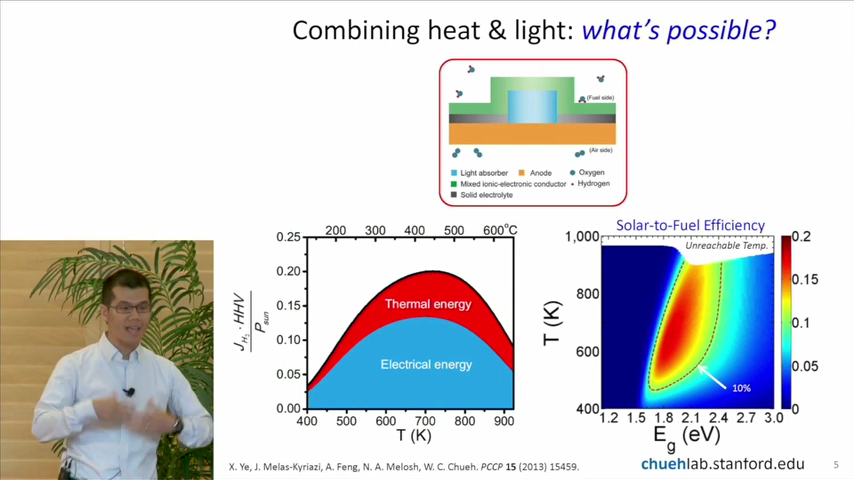 Combining heat & light: what's possible?
(Fuel side)
(Air side)
Light absorber
Anode
Oxygen
Mixed ionic-electronic conductor
Hydrogen
Solid electrolyte
200 300 400 500 600°C
0.25
0.20
0.15
0.10
0.05
0.00
J_H2 · HHV
P_sun
Thermal energy
Electrical energy
400 500 600 700 800 900
T (K)
Solar-to-Fuel Efficiency
Unreachable Temp.
1,000
800
600
400
T (K)
10%
1.2 1.5 1.8 2.1 2.4 2.7 3.0
E_g (eV)
0.2
0.1
0.05
0
X. Ye, J. Melas-Kyriazi, A. Feng, N. A. Melosh, W. C. Chueh. PCCP 15 (2013) 15459.
chuehlab.stanford.edu
5